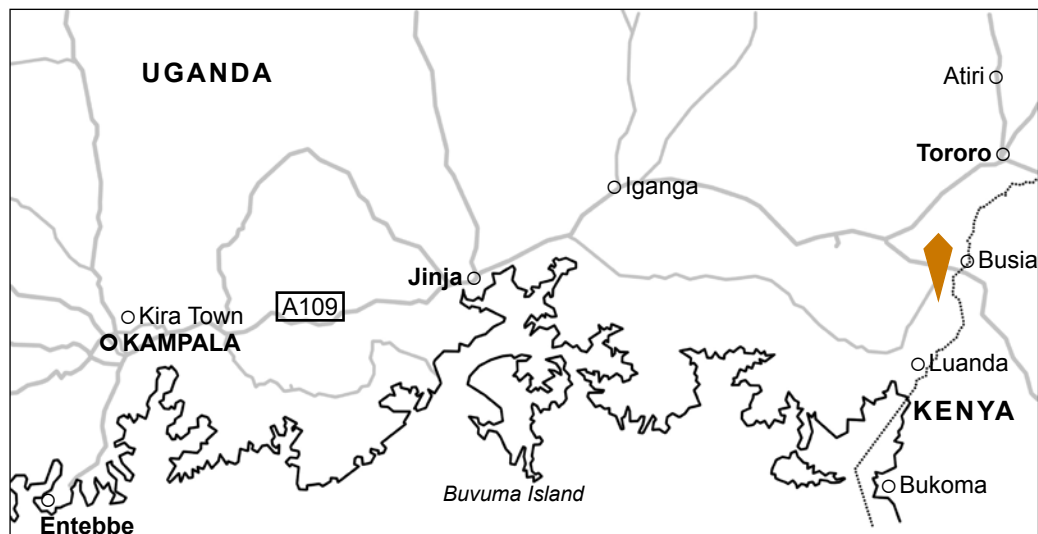 UGANDA
Atiri
Tororo
Iganga
Busia
Jinja
A109
Kira Town
KAMPALA
Luanda
KENYA
Bukoma
Buvuma Island
Entebbe